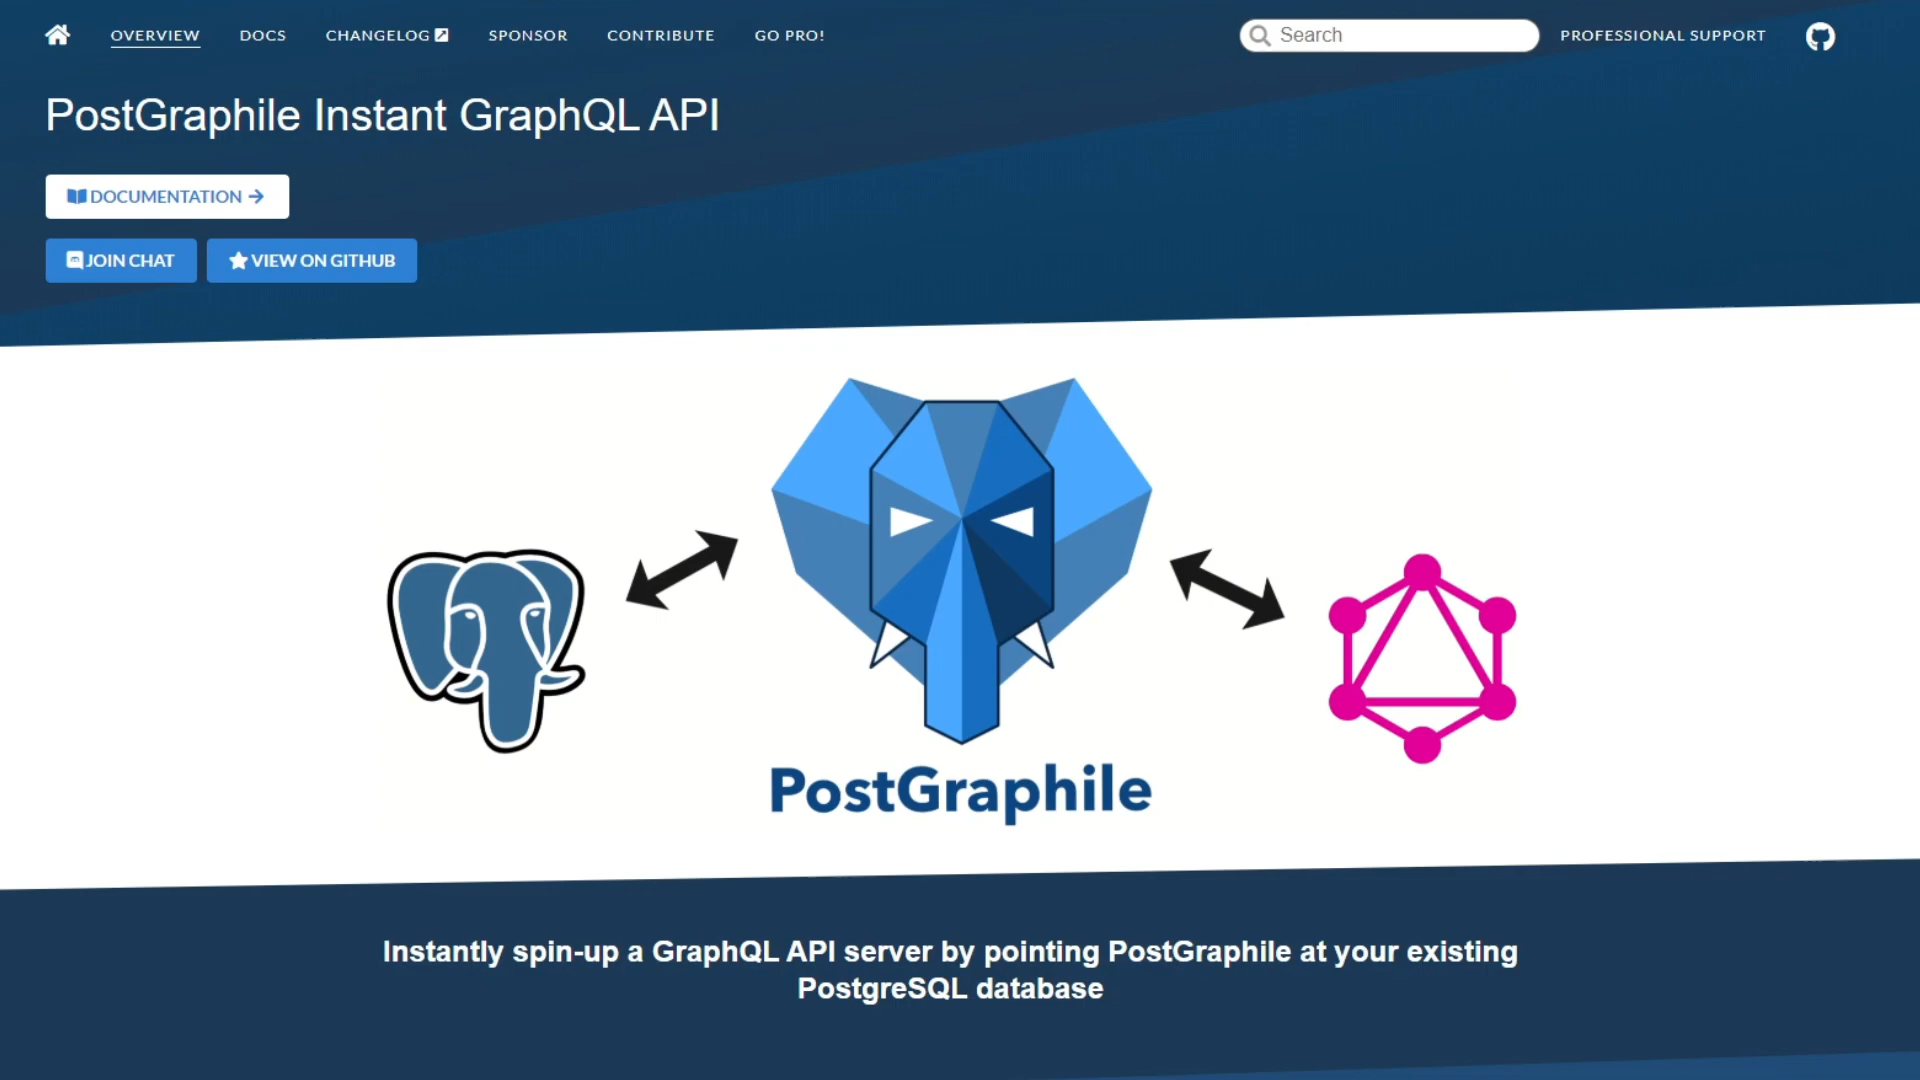 OVERVIEW DOCS CHANGELOG SPONSOR CONTRIBUTE GO PRO! Search PROFESSIONAL SUPPORT
PostGraphile Instant GraphQL API
DOCUMENTATION
JOIN CHAT VIEW ON GITHUB
PostGraphile
Instantly spin-up a GraphQL API server by pointing PostGraphile at your existing
PostgreSQL database